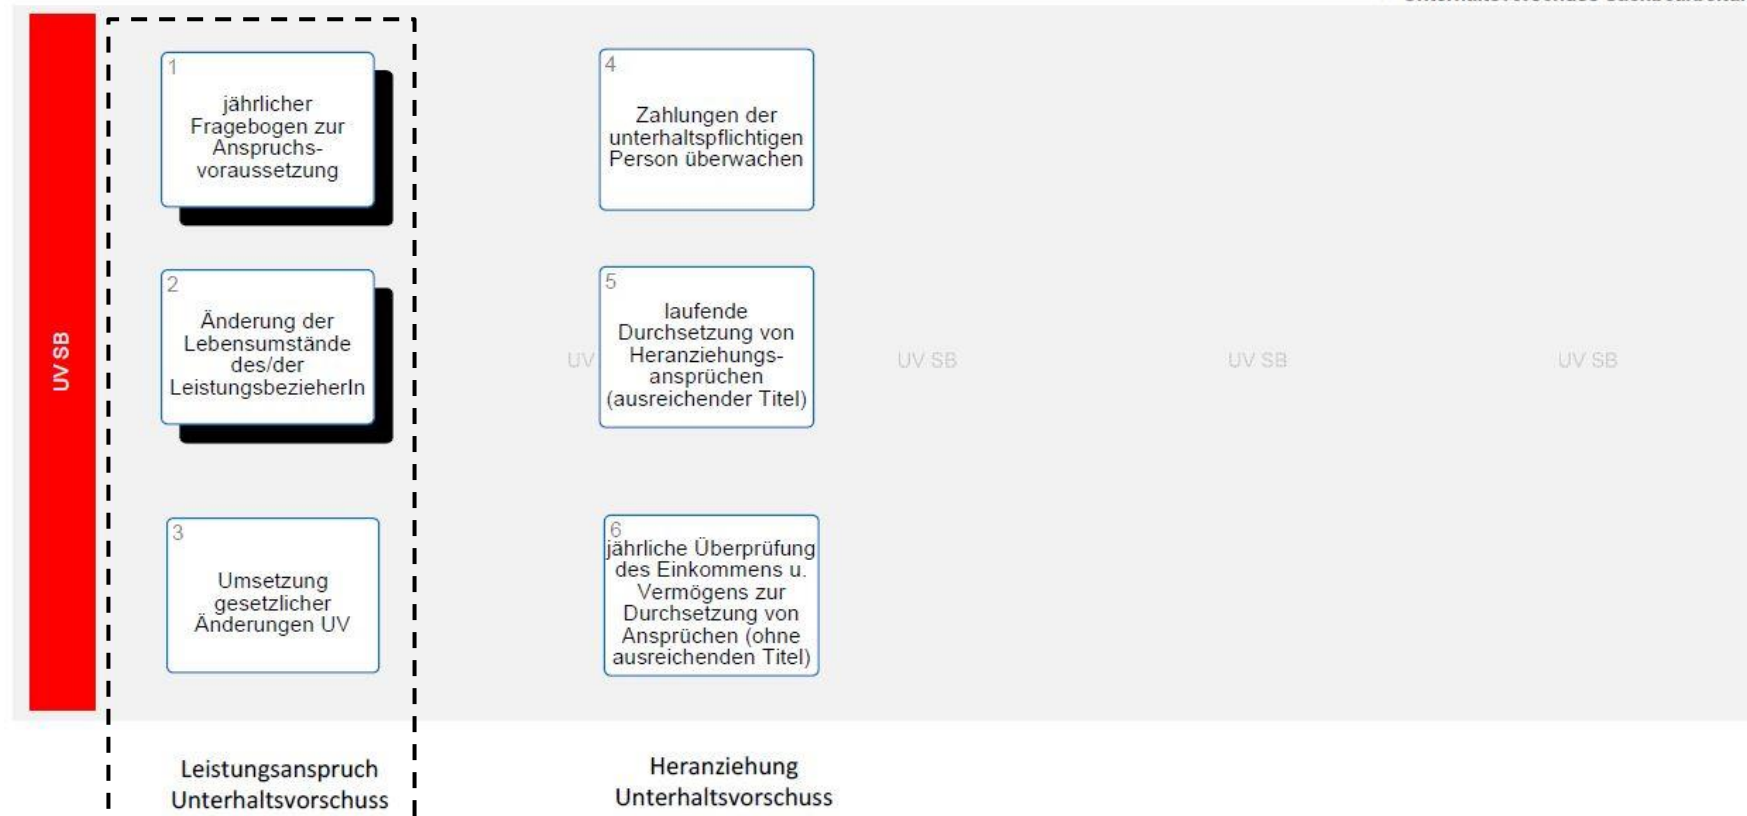 UV SB
1
jährlicher
Fragebogen zur
Anspruchs-
voraussetzung
2
Änderung der
Lebensumstände
des/der
LeistungsbezieherIn
3
Umsetzung
gesetzlicher
Änderungen UV
4
Zahlungen der
unterhaltspflichtigen
Person überwachen
5
laufende
Durchsetzung von
Heranziehungs-
ansprüchen
(ausreichender Titel)
6
jährliche Überprüfung
des Einkommens u.
Vermögens zur
Durchsetzung von
Ansprüchen (ohne
ausreichenden Titel)
UV
UV SB
UV SB
UV SB
Leistungsanspruch
Unterhaltsvorschuss
Heranziehung
Unterhaltsvorschuss